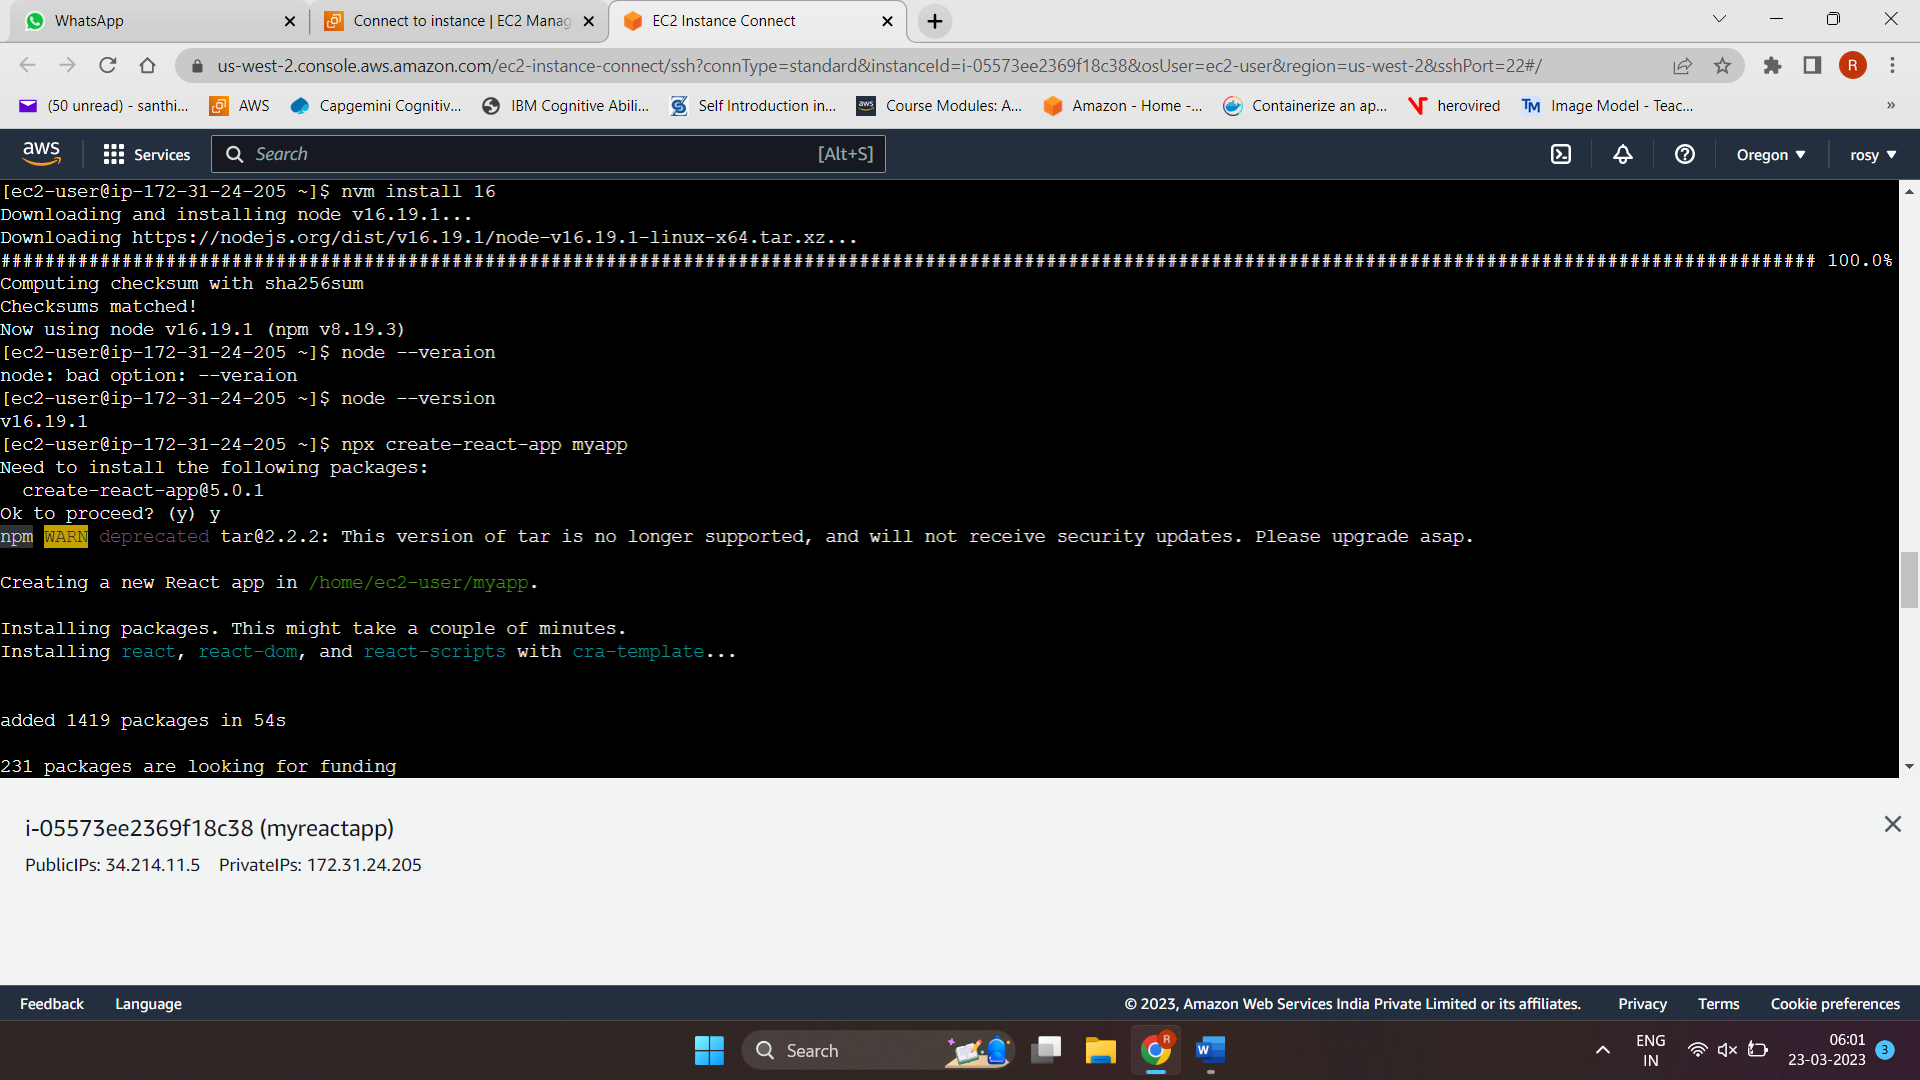 WhatsApp
Connect to instance | EC2 Manag
EC2 Instance Connect
us-west-2.console.aws.amazon.com/ec2-instance-connect/ssh?connType=standard&instanceId=i-05573ee2369f18c38&osUser=ec2-user&region=us-west-2&sshPort=22#/
R
(50 unread) - santhi...
AWS
Capgemini Cognitiv...
IBM Cognitive Abili...
Self Introduction in...
aws
Course Modules: A...
Amazon - Home -...
Containerize an ap...
herovired
TM
Image Model - Teac...
»
aws
Services
Search
[Alt+S]
Oregon
rosy
[ec2-user@ip-172-31-24-205 ~]$ nvm install 16
Downloading and installing node v16.19.1...
Downloading https://nodejs.org/dist/v16.19.1/node-v16.19.1-linux-x64.tar.xz...
##################################################################################################################################################################### 100.0%
Computing checksum with sha256sum
Checksums matched!
Now using node v16.19.1 (npm v8.19.3)
[ec2-user@ip-172-31-24-205 ~]$ node --veraion
node: bad option: --veraion
[ec2-user@ip-172-31-24-205 ~]$ node --version
v16.19.1
[ec2-user@ip-172-31-24-205 ~]$ npx create-react-app myapp
Need to install the following packages:
  create-react-app@5.0.1
Ok to proceed? (y) y
npm WARN deprecated tar@2.2.2: This version of tar is no longer supported, and will not receive security updates. Please upgrade asap.
Creating a new React app in /home/ec2-user/myapp.
Installing packages. This might take a couple of minutes.
Installing react, react-dom, and react-scripts with cra-template...
added 1419 packages in 54s
231 packages are looking for funding
i-05573ee2369f18c38 (myreactapp)
PublicIPs: 34.214.11.5    PrivateIPs: 172.31.24.205
Feedback
Language
© 2023, Amazon Web Services India Private Limited or its affiliates.
Privacy
Terms
Cookie preferences
Search
R
W
ENG
IN
06:01
23-03-2023
3